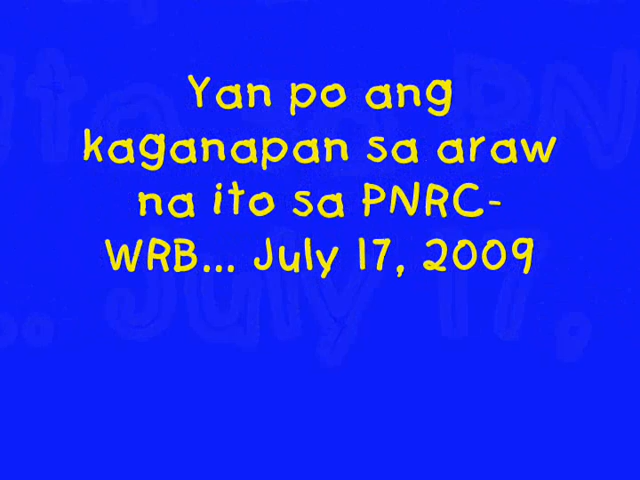 Yan po ang
kaganapan sa araw
na ito sa PNRC-
WRB... July 17, 2009